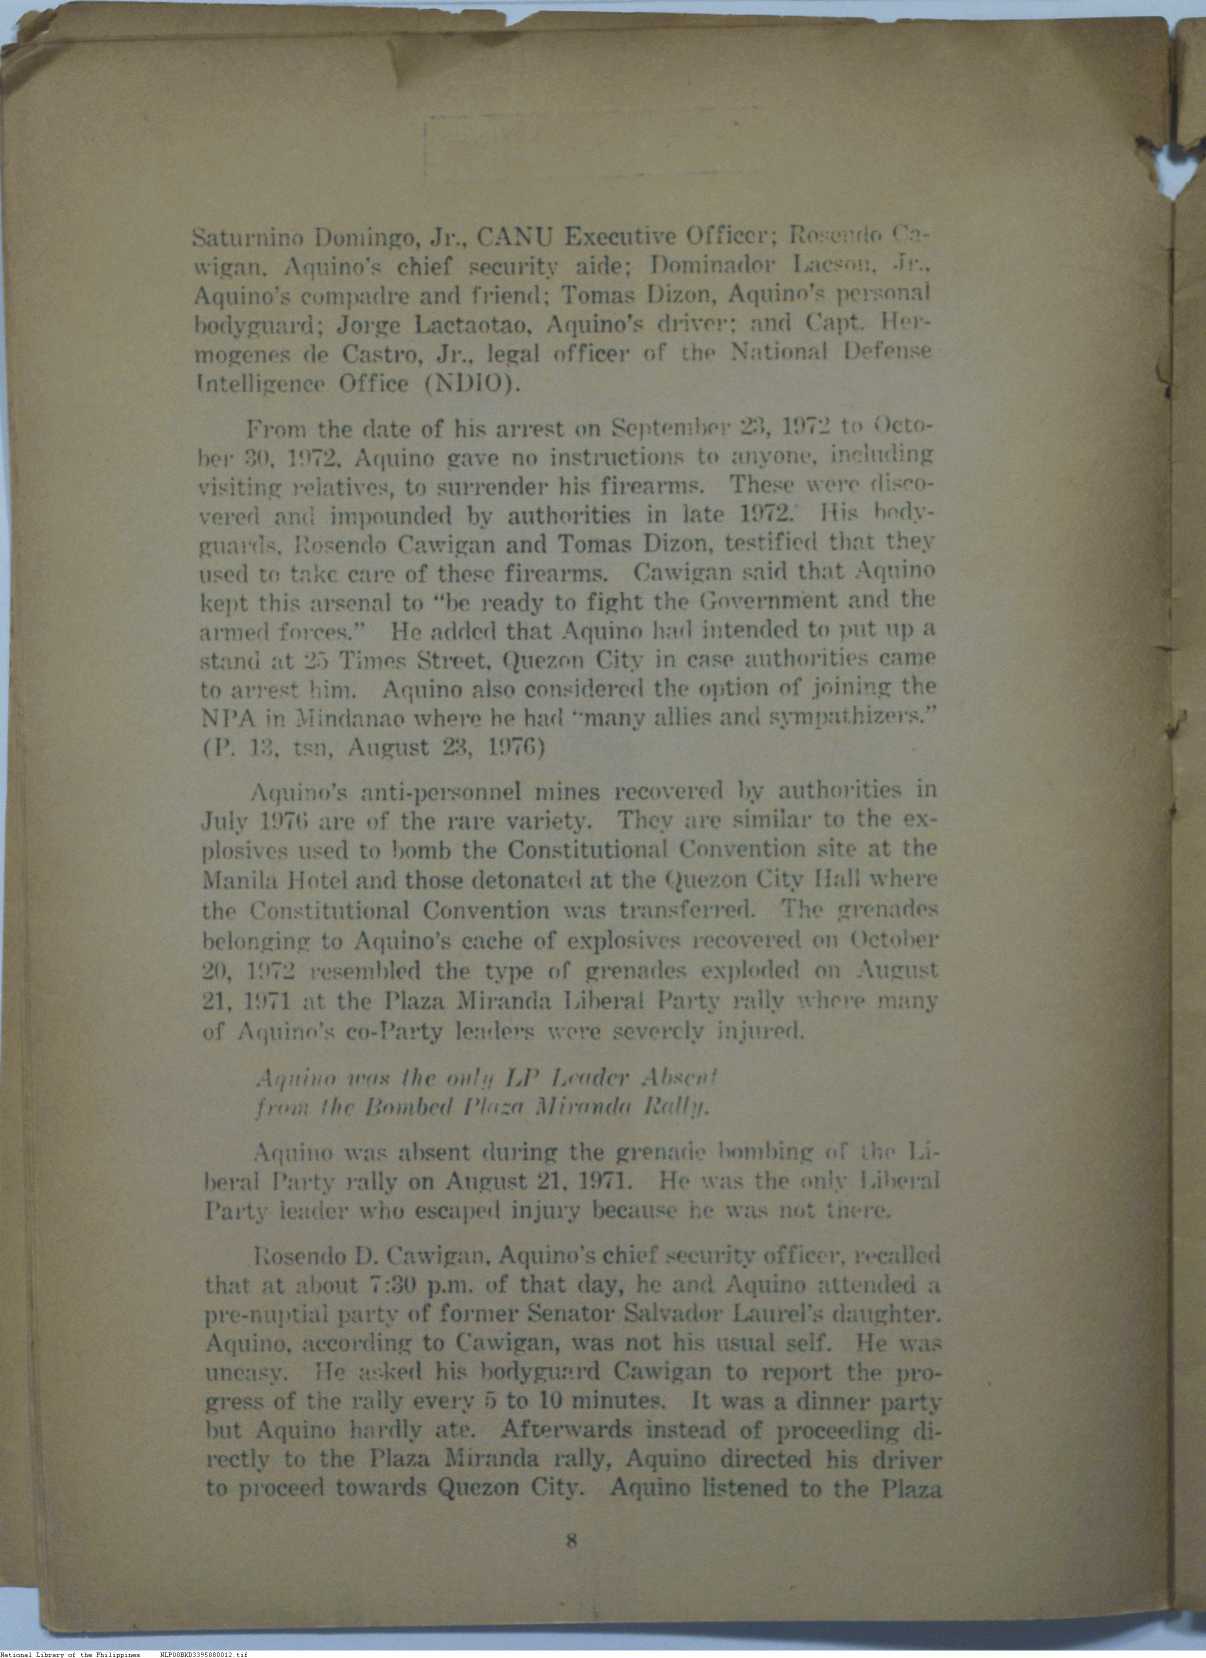 Saturnino Domingo, Jr., CANU Executive Officer; Rosendo Ca-
wigan, Aquino's chief security aide; Dominador Lacson, Jr.,
Aquino's compadre and friend; Tomas Dizon, Aquino's personal
bodyguard; Jorge Lactaotao, Aquino's driver; and Capt. Her-
mogenes de Castro, Jr., legal officer of the National Defense
Intelligence Office (NDIO).
From the date of his arrest on September 23, 1972 to Octo-
ber 30, 1972, Aquino gave no instructions to anyone, including
visiting relatives, to surrender his firearms. These were disco-
vered and impounded by authorities in late 1972. His body-
guards, Rosendo Cawigan and Tomas Dizon, testified that they
used to take care of these firearms. Cawigan said that Aquino
kept this arsenal to "be ready to fight the Government and the
armed forces." He added that Aquino had intended to put up a
stand at 25 Times Street, Quezon City in case authorities came
to arrest him. Aquino also considered the option of joining the
NPA in Mindanao where he had "many allies and sympathizers."
(P. 13, tsn, August 23, 1976)
Aquino's anti-personnel mines recovered by authorities in
July 1976 are of the rare variety. They are similar to the ex-
plosives used to bomb the Constitutional Convention site at the
Manila Hotel and those detonated at the Quezon City Hall where
the Constitutional Convention was transferred. The grenades
belonging to Aquino's cache of explosives recovered on October
20, 1972 resembled the type of grenades exploded on August
21, 1971 at the Plaza Miranda Liberal Party rally where many
of Aquino's co-Party leaders were severely injured.
Aquino was the only LP Leader Absent
from the Bombed Plaza Miranda Rally.
Aquino was absent during the grenade bombing of the Li-
beral Party rally on August 21, 1971. He was the only Liberal
Party leader who escaped injury because he was not there.
Rosendo D. Cawigan, Aquino's chief security officer, recalled
that at about 7:30 p.m. of that day, he and Aquino attended a
pre-nuptial party of former Senator Salvador Laurel's daughter.
Aquino, according to Cawigan, was not his usual self. He was
uneasy. He asked his bodyguard Cawigan to report the pro-
gress of the rally every 5 to 10 minutes. It was a dinner party
but Aquino hardly ate. Afterwards instead of proceeding di-
rectly to the Plaza Miranda rally, Aquino directed his driver
to proceed towards Quezon City. Aquino listened to the Plaza
8
National Library of the Philippines NLP00BKD3395880012.tif